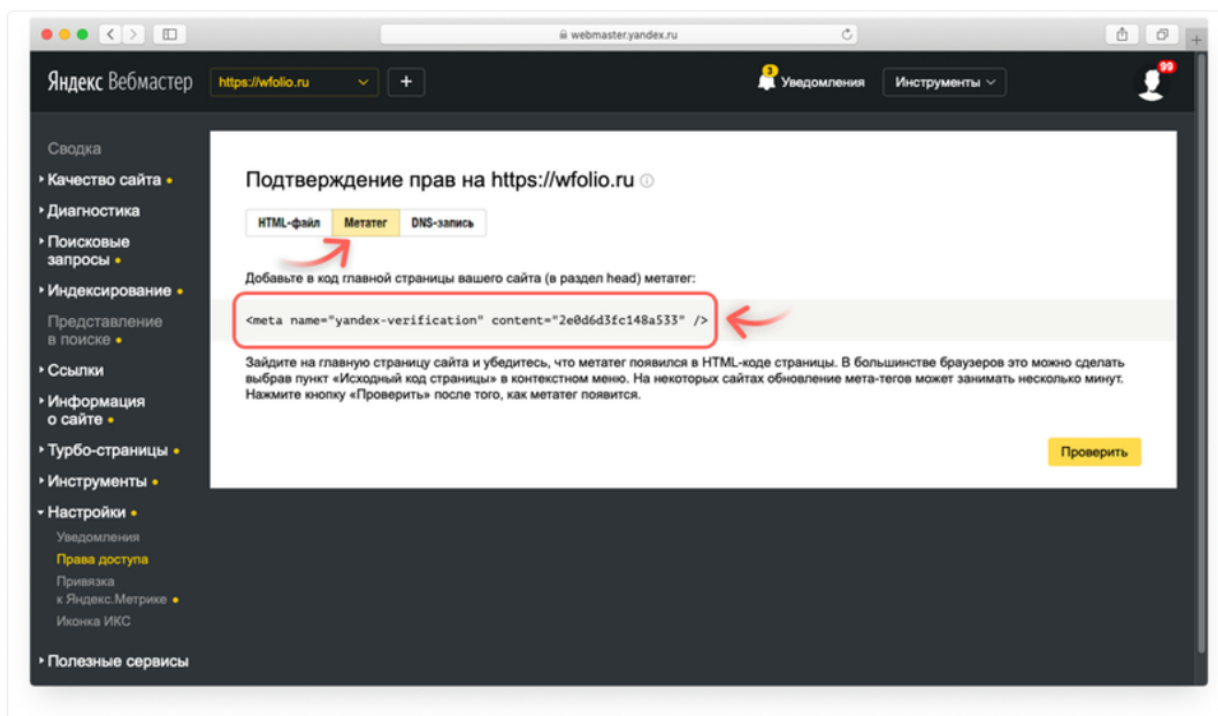 webmaster.yandex.ru
Яндекс Вебмастер
https://wfolio.ru
+
3
Уведомления
Инструменты
99
Сводка
Качество сайта
Диагностика
Поисковые
запросы
Индексирование
Представление
в поиске
Ссылки
Информация
о сайте
Турбо-страницы
Инструменты
Настройки
Уведомления
Права доступа
Привязка
к Яндекс.Метрике
Иконка ИКС
Полезные сервисы
Подтверждение прав на https://wfolio.ru
HTML-файл Метатег DNS-запись
Добавьте в код главной страницы вашего сайта (в раздел head) метатег:
<meta name="yandex-verification" content="2e0d6d3fc148a533" />
Зайдите на главную страницу сайта и убедитесь, что метатег появился в HTML-коде страницы. В большинстве браузеров это можно сделать
выбрав пункт «Исходный код страницы» в контекстном меню. На некоторых сайтах обновление мета-тегов может занимать несколько минут.
Нажмите кнопку «Проверить» после того, как метатег появится.
Проверить